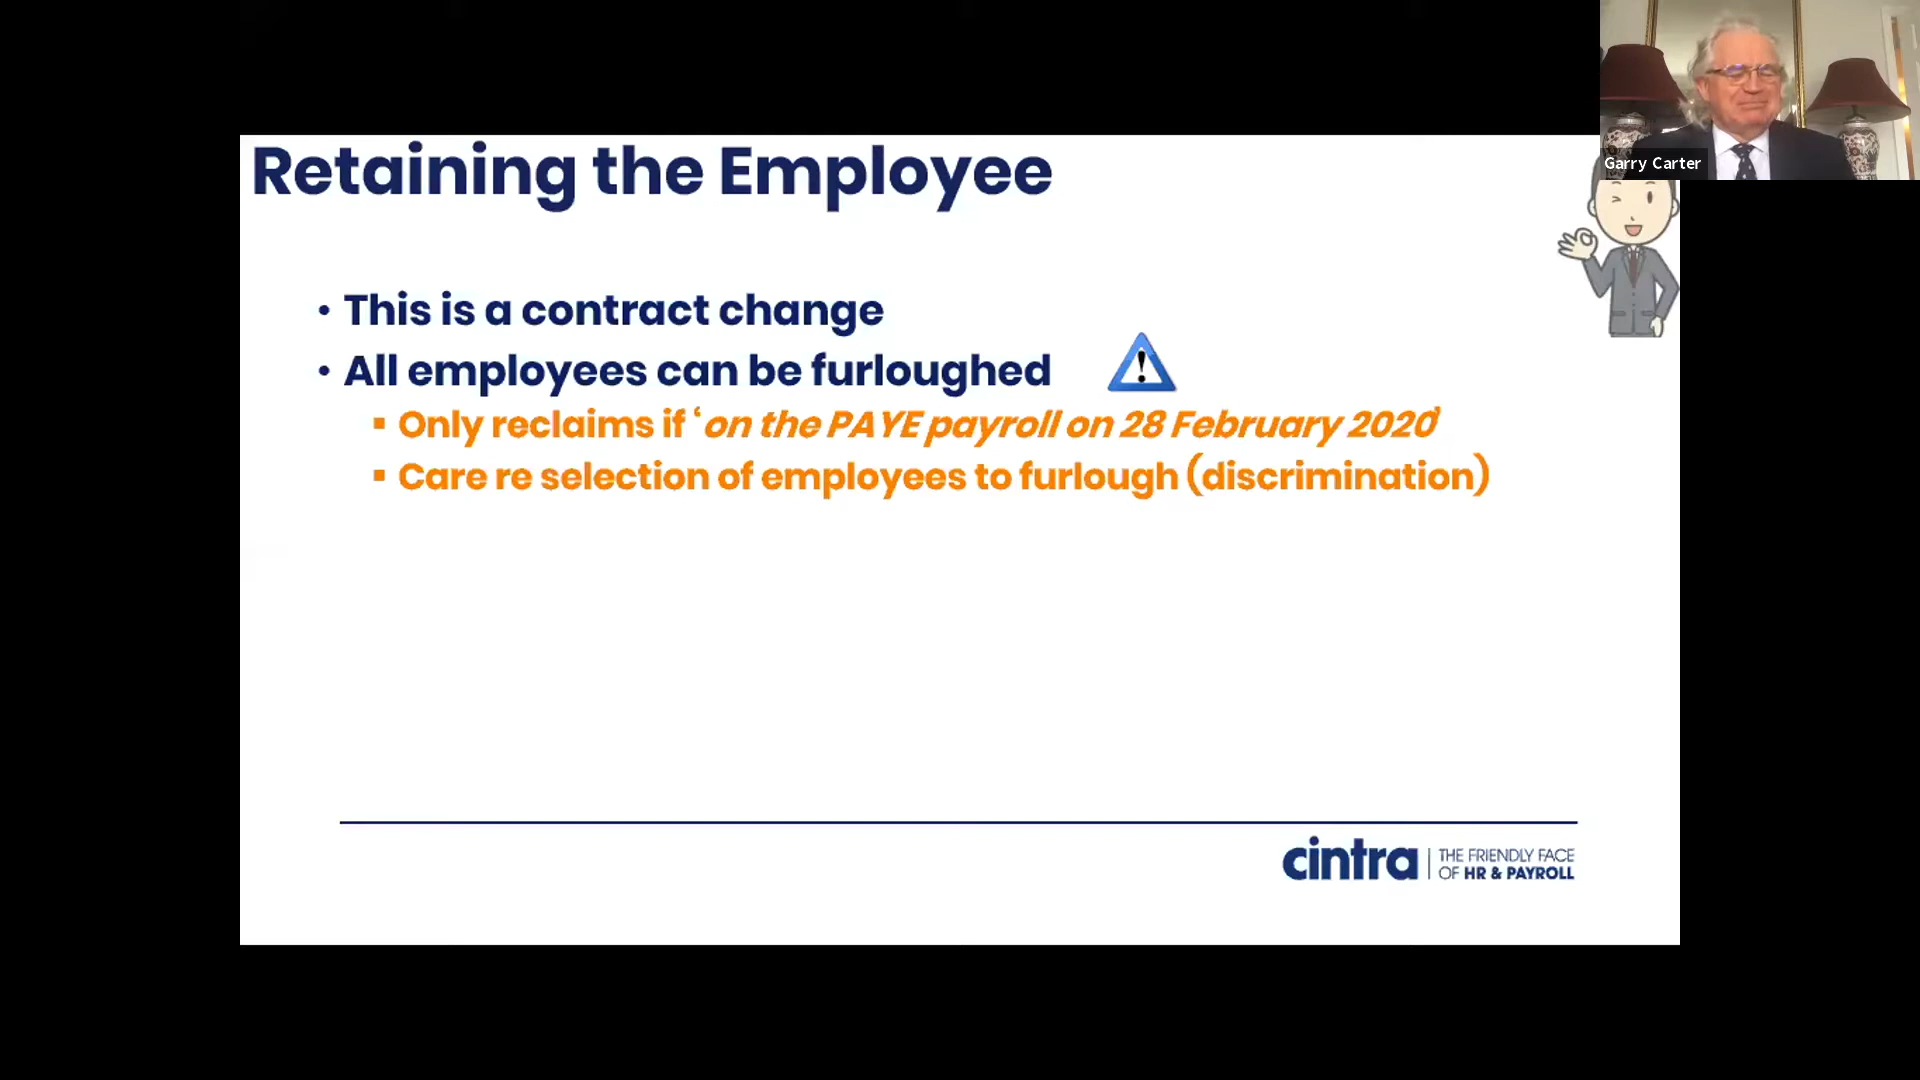 Garry Carter
Retaining the Employee
• This is a contract change
• All employees can be furloughed
▪ Only reclaims if ‘on the PAYE payroll on 28 February 2020’
▪ Care re selection of employees to furlough (discrimination)
cintra
THE FRIENDLY FACE
OF HR & PAYROLL